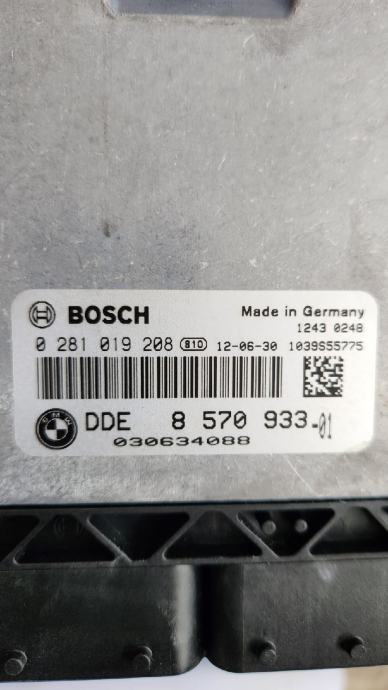 BOSCH
Made in Germany
1243 0248
0 281 019 208 810 12-06-30 1039S55775
BMW
DDE 8 570 933-01
030634088